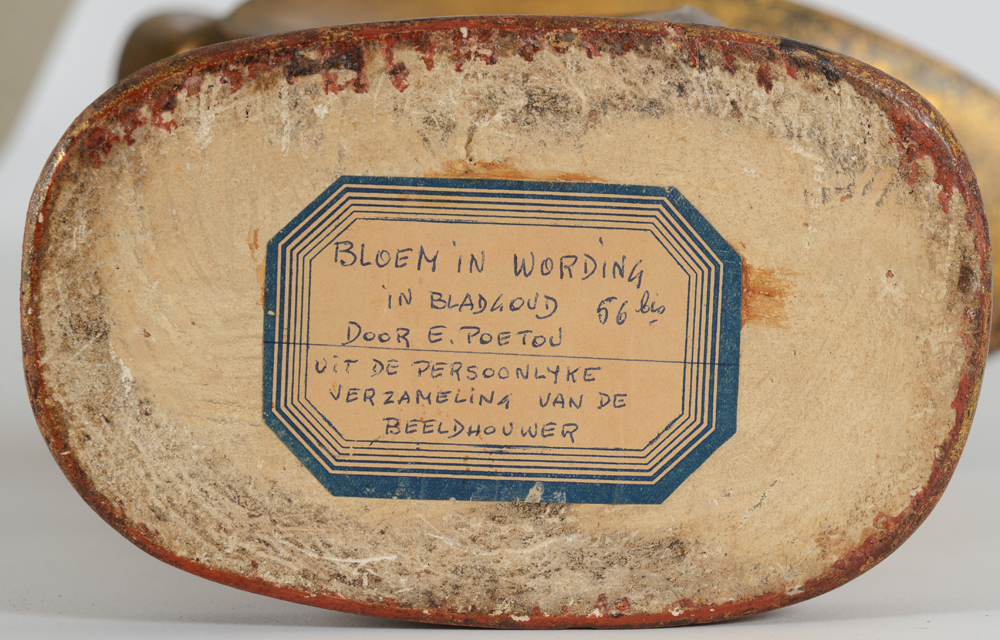 BLOEM iN WORDiNG
iN BLADGOUD 56 bis
DOOR E. POETOU
UiT DE PERSOONLYKE
VERZAMELiNG VAN DE
BEELDHOUWER